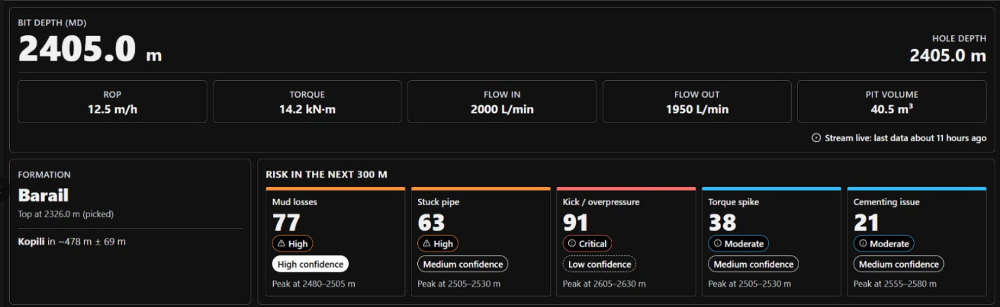 BIT DEPTH (MD)
2405.0 m
HOLE DEPTH
2405.0 m
ROP
12.5 m/h
TORQUE
14.2 kN·m
FLOW IN
2000 L/min
FLOW OUT
1950 L/min
PIT VOLUME
40.5 m³
Stream live: last data about 11 hours ago
FORMATION
Barail
Top at 2326.0 m (picked)
Kopili in ~478 m ± 69 m
RISK IN THE NEXT 300 M
Mud losses
77
High
High confidence
Peak at 2480–2505 m
Stuck pipe
63
High
Medium confidence
Peak at 2505–2530 m
Kick / overpressure
91
Critical
Low confidence
Peak at 2605–2630 m
Torque spike
38
Moderate
Medium confidence
Peak at 2505–2530 m
Cementing issue
21
Moderate
Medium confidence
Peak at 2555–2580 m